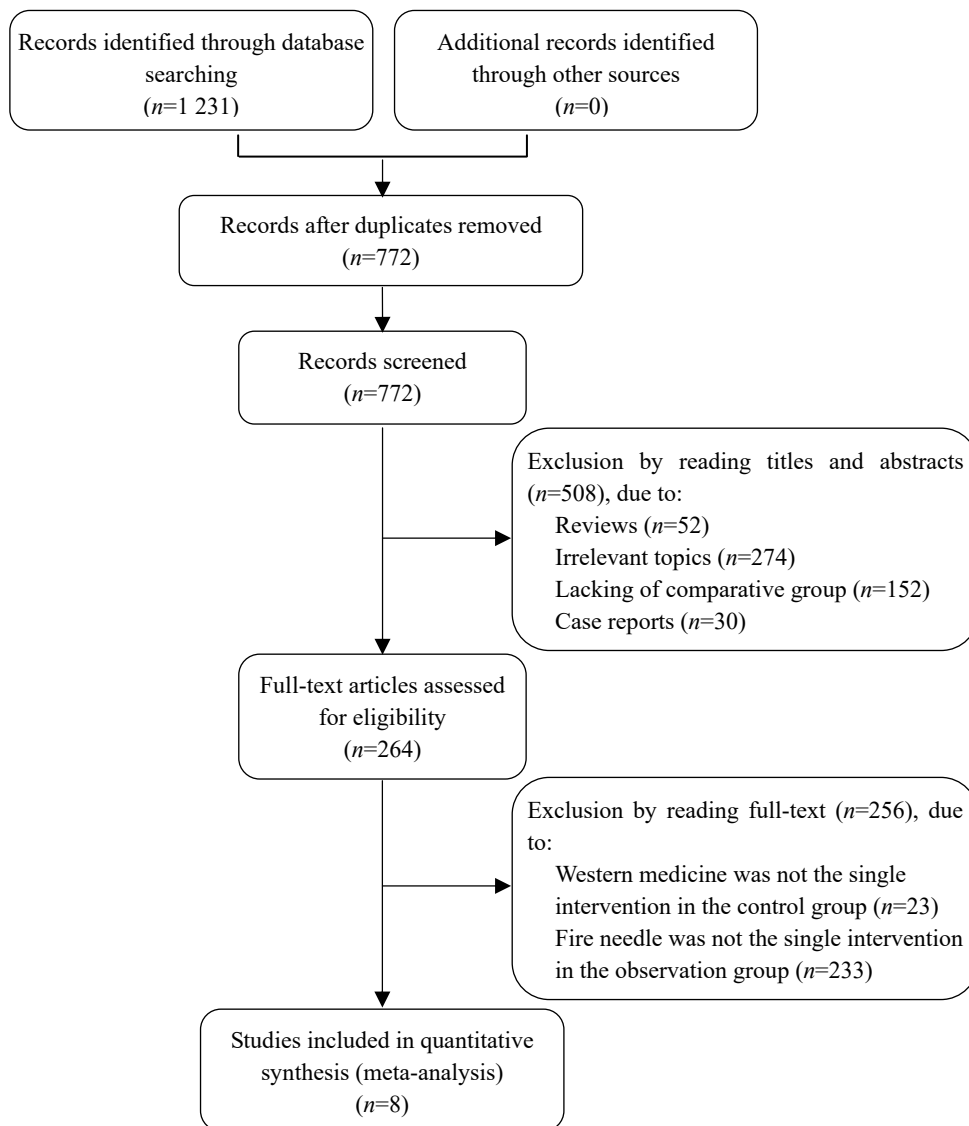 Records identified through database
searching
(n=1 231)
Additional records identified
through other sources
(n=0)
Records after duplicates removed
(n=772)
Records screened
(n=772)
Exclusion by reading titles and abstracts
(n=508), due to:
Reviews (n=52)
Irrelevant topics (n=274)
Lacking of comparative group (n=152)
Case reports (n=30)
Full-text articles assessed
for eligibility
(n=264)
Exclusion by reading full-text (n=256), due
to:
Western medicine was not the single
intervention in the control group (n=23)
Fire needle was not the single intervention
in the observation group (n=233)
Studies included in quantitative
synthesis (meta-analysis)
(n=8)